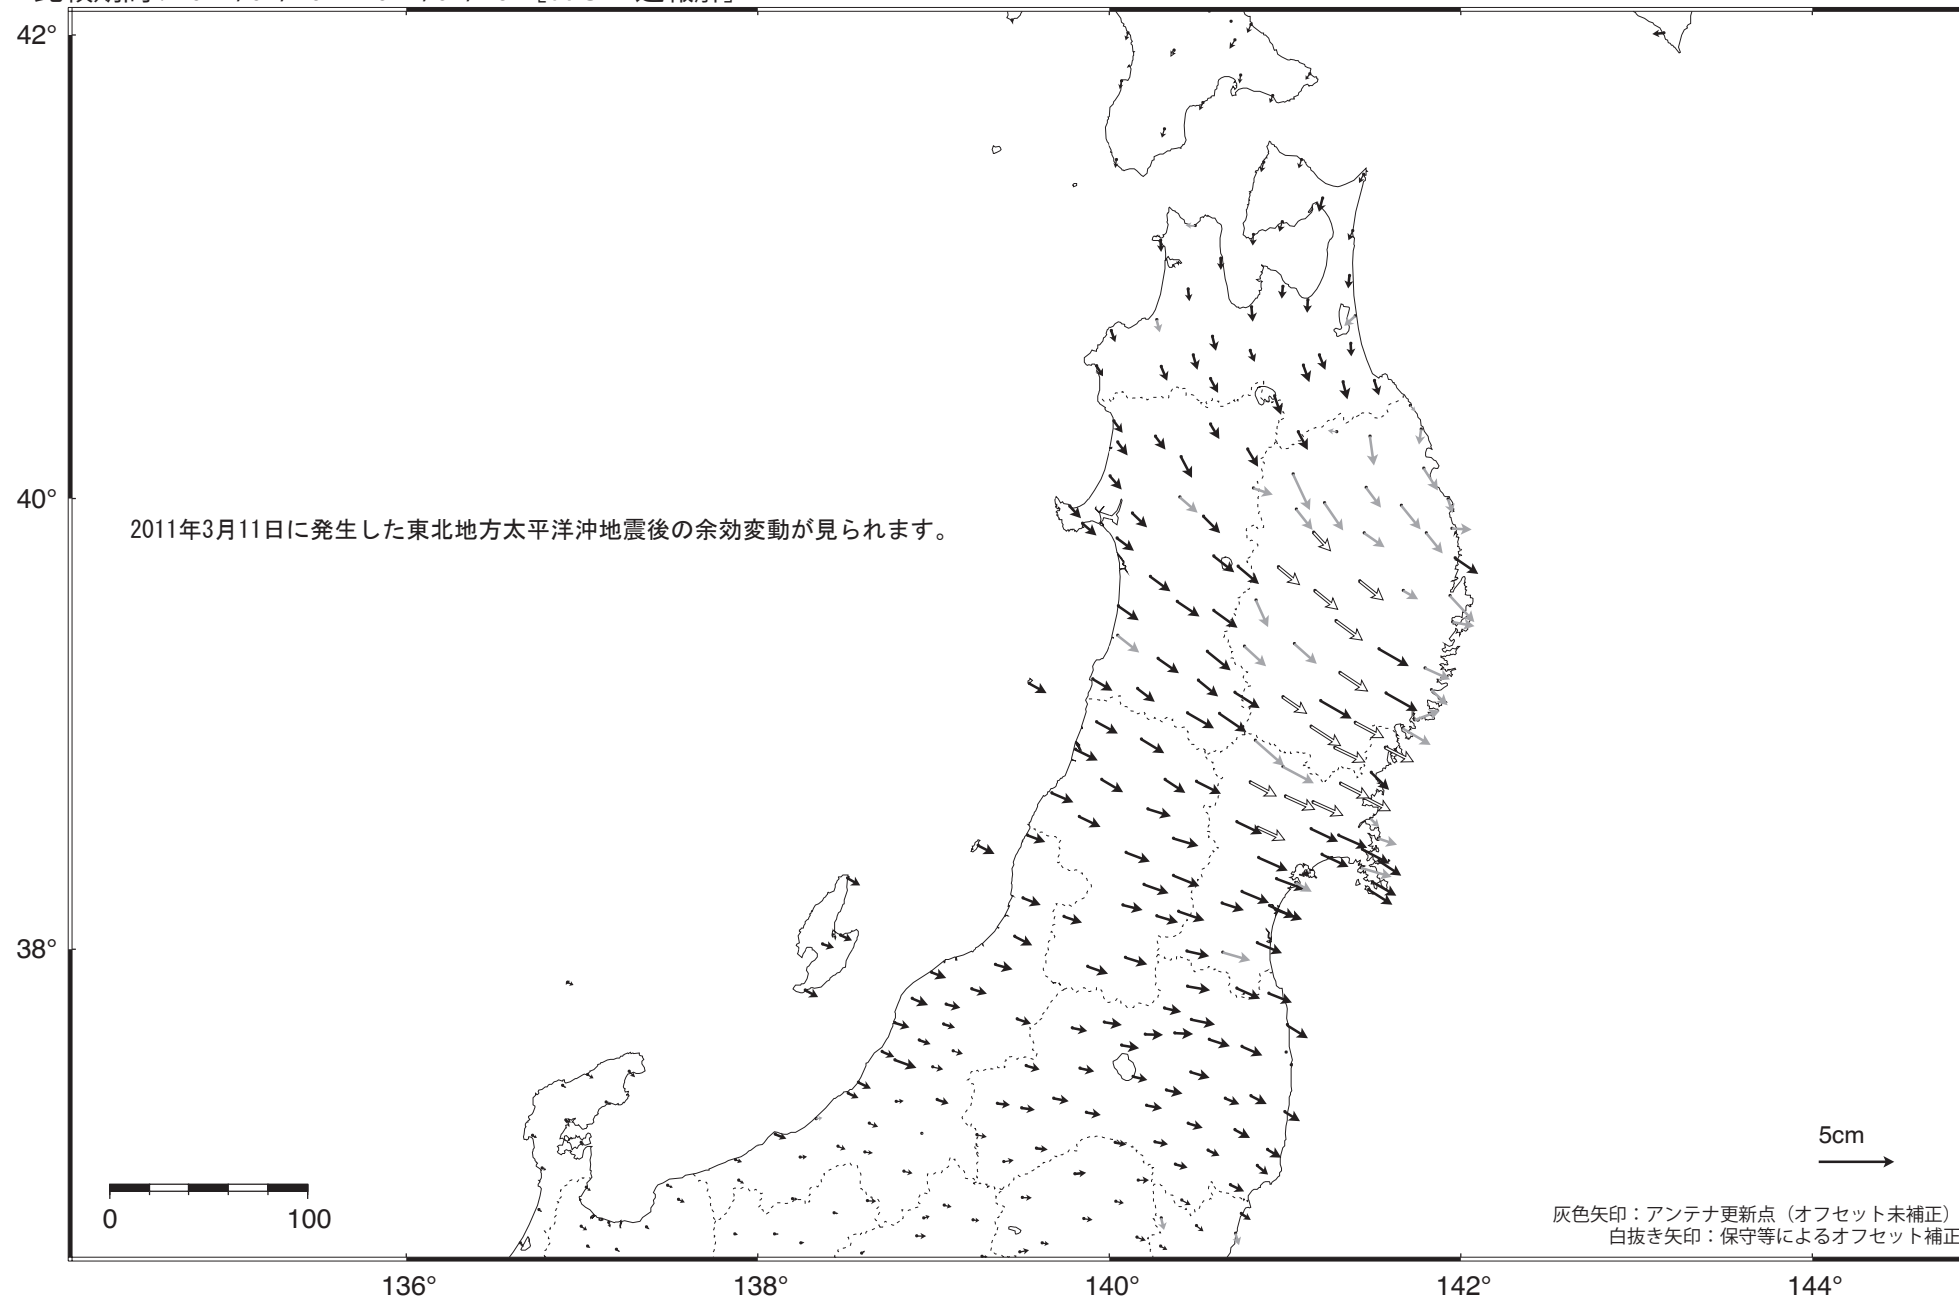 42°
40°
2011年3月11日に発生した東北地方太平洋沖地震後の余効変動が見られます。
38°
5cm
0 100
灰色矢印：アンテナ更新点（オフセット未補正）
白抜き矢印：保守等によるオフセット補正
136° 138° 140° 142° 144°